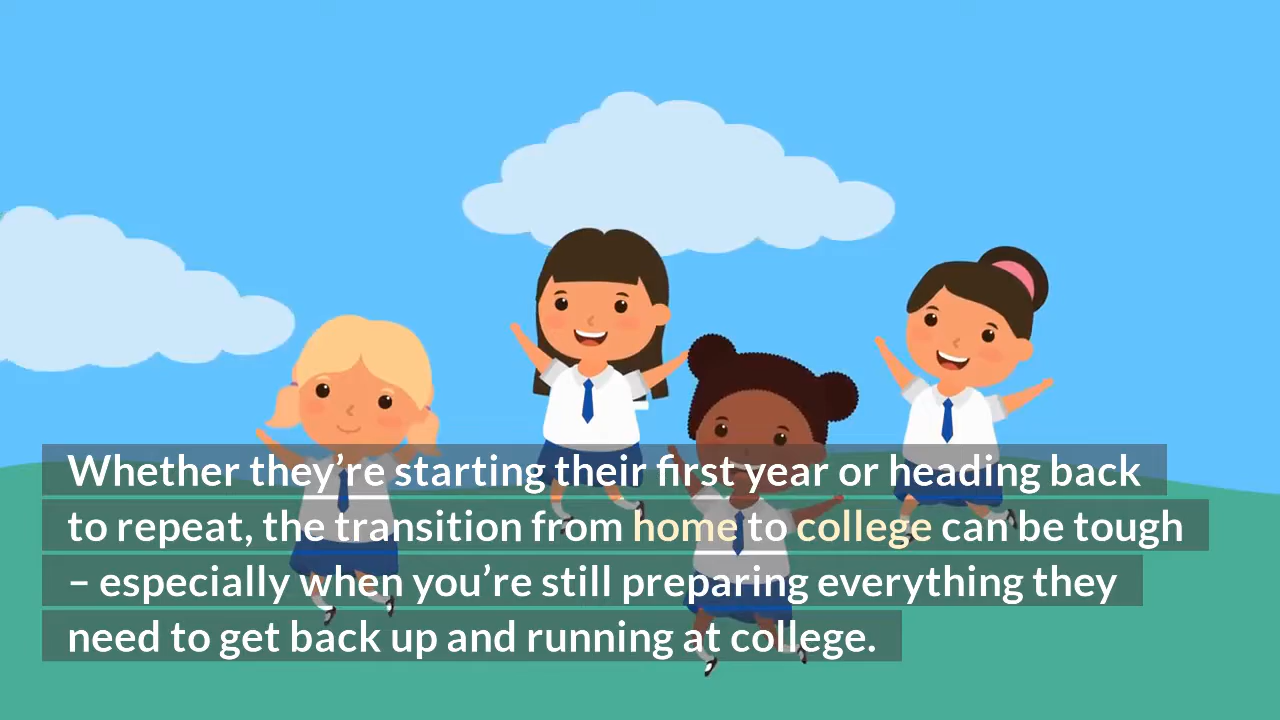 Whether they’re starting their first year or heading back
to repeat, the transition from home to college can be tough
– especially when you’re still preparing everything they
need to get back up and running at college.